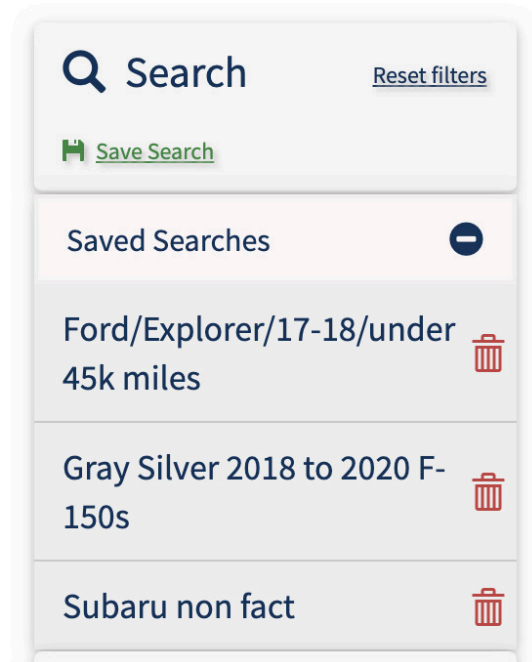 Search
Reset filters
Save Search
Saved Searches
Ford/Explorer/17-18/under
45k miles
Gray Silver 2018 to 2020 F-
150s
Subaru non fact